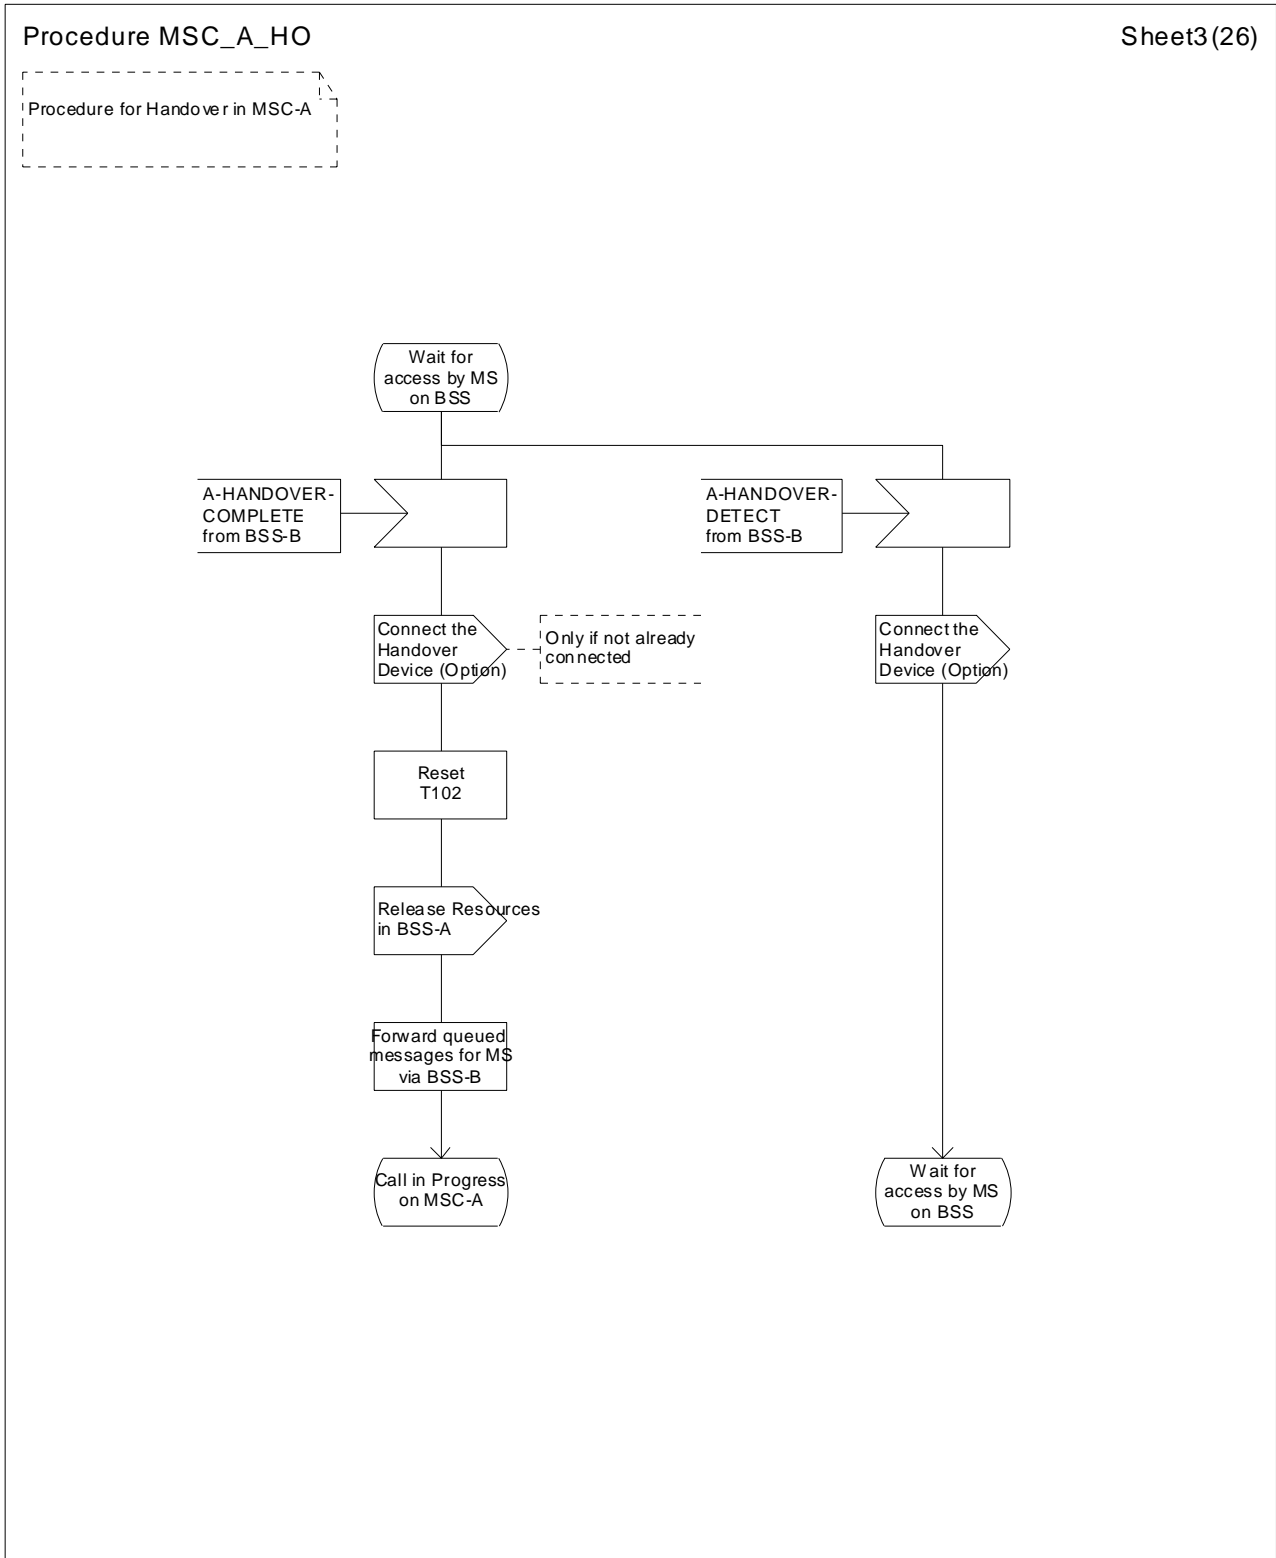 Procedure MSC_A_HO
Sheet3(26)
Procedure for Handover in MSC-A
Wait for
access by MS
on BSS
A-HANDOVER-
COMPLETE
from BSS-B
A-HANDOVER-
DETECT
from BSS-B
Connect the
Handover
Device (Option)
Only if not already
connected
Connect the
Handover
Device (Option)
Reset
T102
Release Resources
in BSS-A
Forward queued
messages for MS
via BSS-B
Call in Progress
on MSC-A
Wait for
access by MS
on BSS